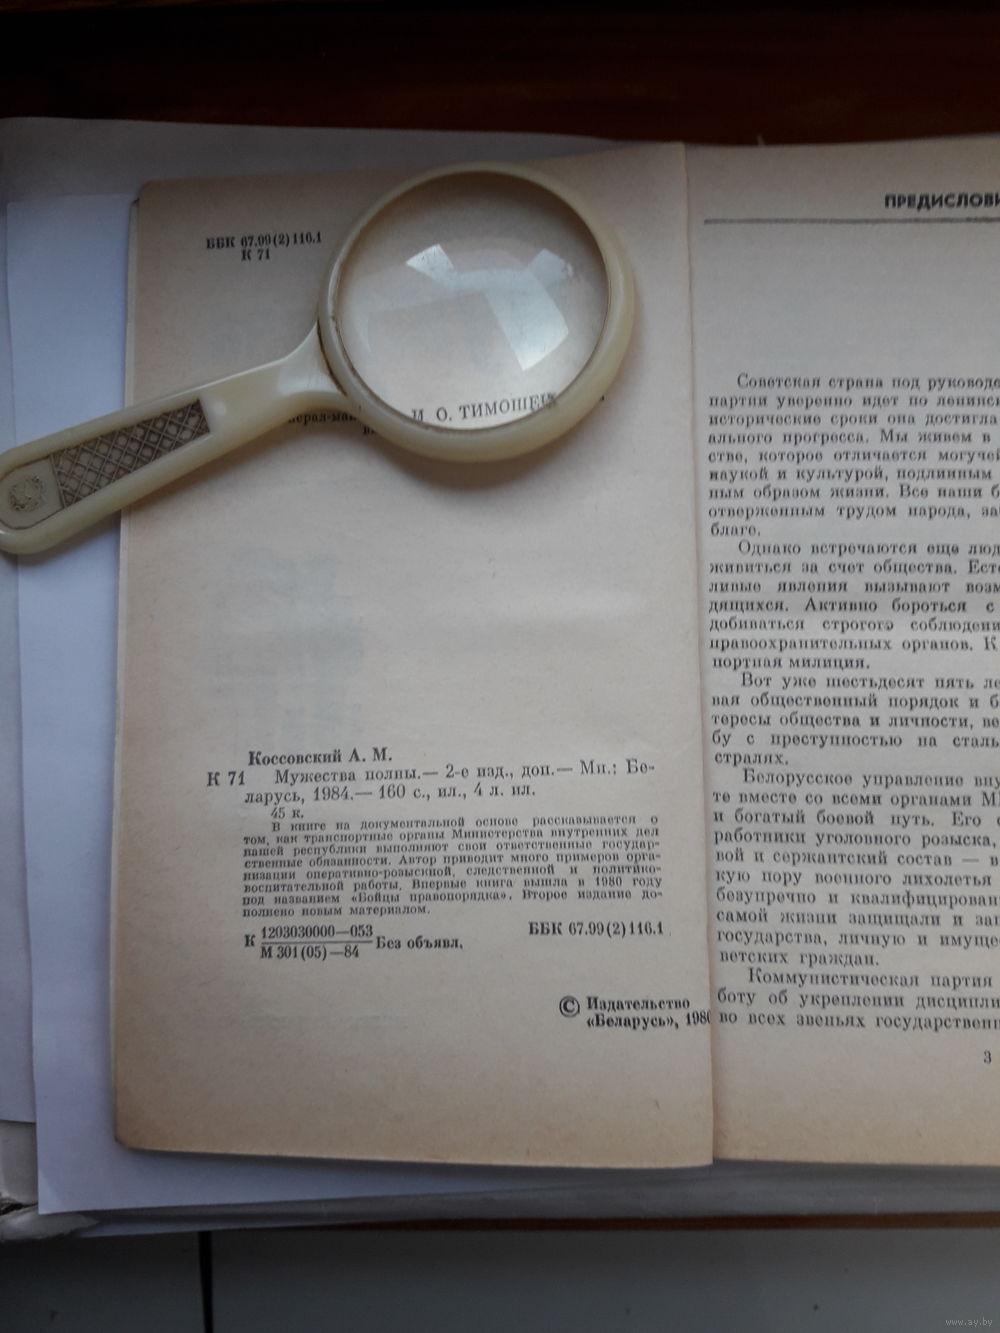 ББК 67.99(2)116.1
К 71
И. О. ТИМОШЕН
Коссовский А. М.
К 71 Мужества полны.— 2-е изд., доп.— Мн.: Бе-
ларусь, 1984.— 160 с., ил., 4 л. ил.
45 к.
В книге на документальной основе рассказывается о
том, как транспортные органы Министерства внутренних дел
нашей республики выполняют свои ответственные государ-
ственные обязанности. Автор приводит много примеров орга-
низации оперативно-розыскной, следственной и политико-
воспитательной работы. Впервые книга вышла в 1980 году
под названием «Бойцы правопорядка». Второе издание до-
полнено новым материалом.
К 1203030000—053
М 301(05)—84 Без объявл.
ББК 67.99(2)116.1
© Издательство
«Беларусь», 1980
ПРЕДИСЛОВИ
Советская страна под руковод
партии уверенно идет по ленинс
исторические сроки она достигла
ального прогресса. Мы живем в
стве, которое отличается могучей
наукой и культурой, подлинным
ным образом жизни. Все наши б
отверженным трудом народа, за
благе.
Однако встречаются еще люд
живиться за счет общества. Есте
ливые явления вызывают возм
дящихся. Активно бороться с
добиваться строгого соблюдени
правоохранительных органов. К
портная милиция.
Вот уже шестьдесят пять ле
вая общественный порядок и б
тересы общества и личности, ве
бу с преступностью на сталь
стралях.
Белорусское управление вну
те вместе со всеми органами МВ
и богатый боевой путь. Его с
работники уголовного розыска,
вой и сержантский состав — в
кую пору военного лихолетья
безупречно и квалифицирован
самой жизни защищали и за
государства, личную и имуще
ветских граждан.
Коммунистическая партия
боту об укреплении дисципли
во всех звеньях государствен
3
www.ay.by